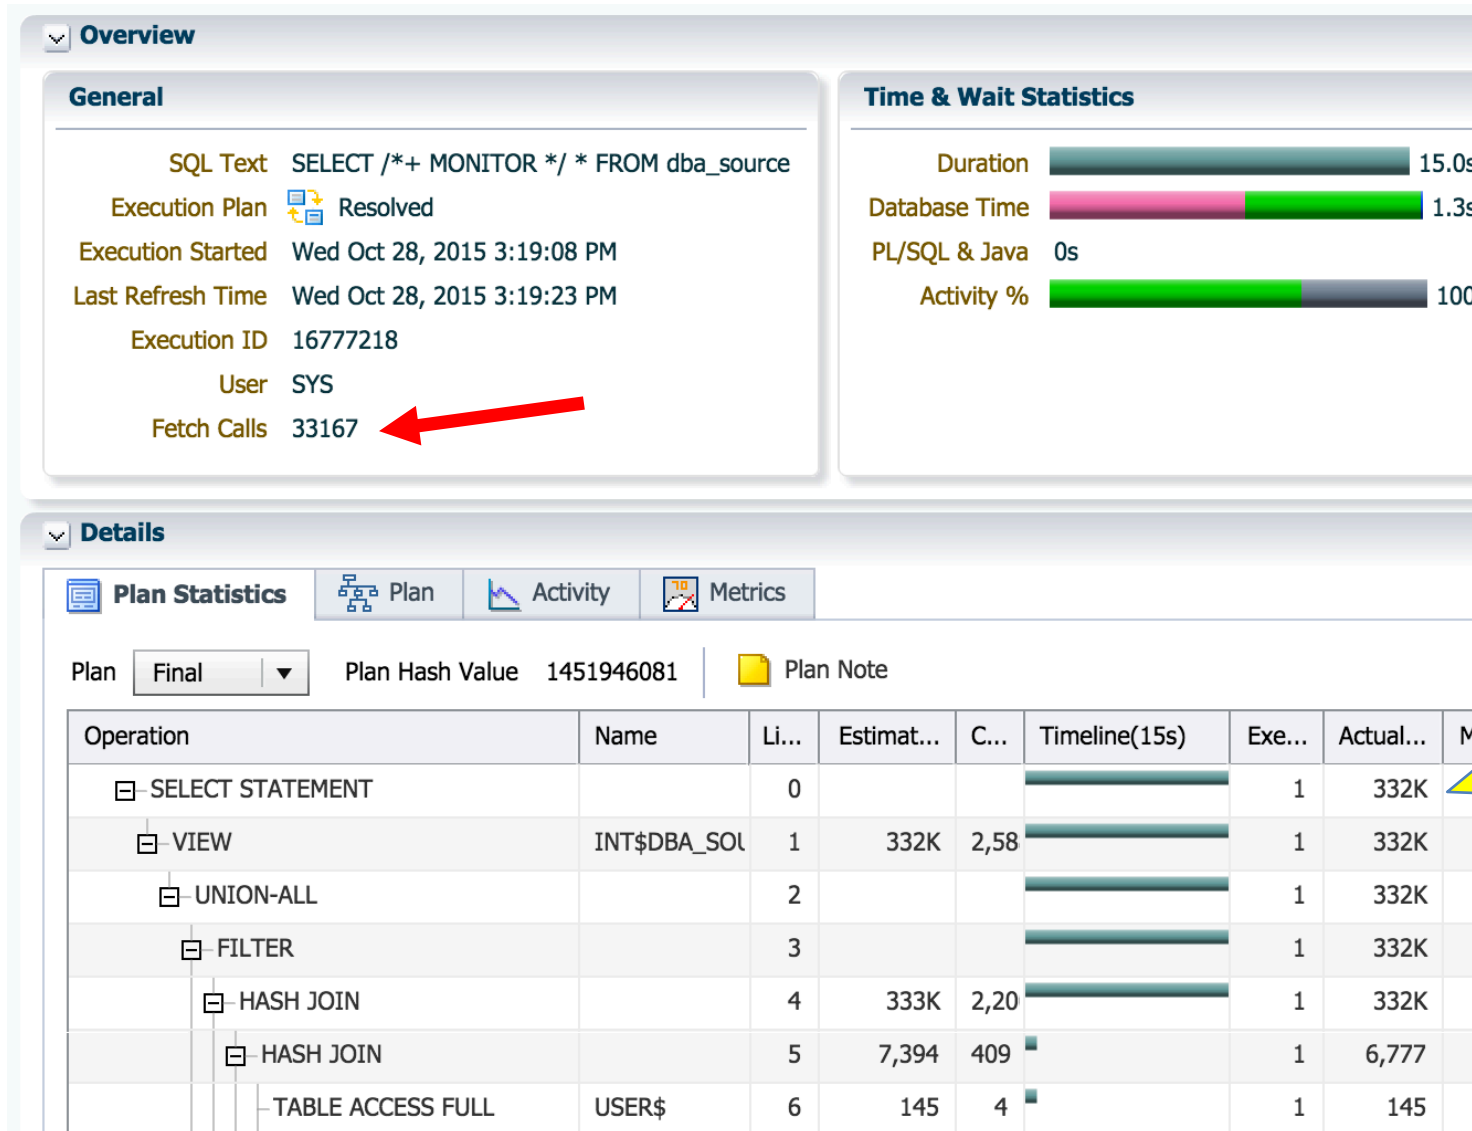 Overview
General
SQL Text SELECT /*+ MONITOR */ * FROM dba_source
Execution Plan Resolved
Execution Started Wed Oct 28, 2015 3:19:08 PM
Last Refresh Time Wed Oct 28, 2015 3:19:23 PM
Execution ID 16777218
User SYS
Fetch Calls 33167
Time & Wait Statistics
Duration 15.0s
Database Time 1.3s
PL/SQL & Java 0s
Activity % 100
Details
Plan Statistics Plan Activity Metrics
Plan Final Plan Hash Value 1451946081 Plan Note
Operation Name Li... Estimat... C... Timeline(15s) Exe... Actual... M
SELECT STATEMENT 0 1 332K
VIEW INT$DBA_SOU 1 332K 2,58 1 332K
UNION-ALL 2 1 332K
FILTER 3 1 332K
HASH JOIN 4 333K 2,20 1 332K
HASH JOIN 5 7,394 409 1 6,777
TABLE ACCESS FULL USER$ 6 145 4 1 145